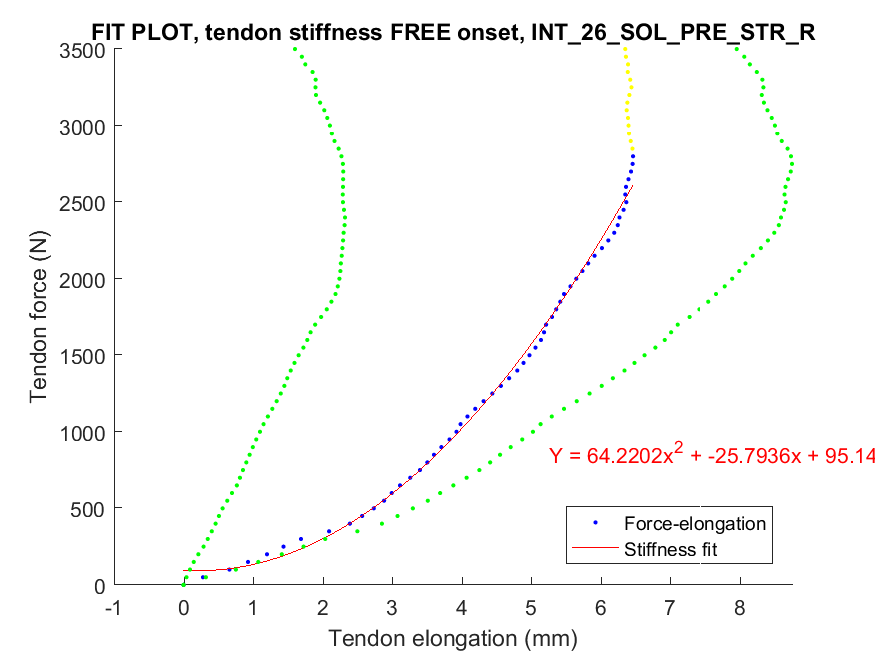 FIT PLOT, tendon stiffness FREE onset, INT_26_SOL_PRE_STR_R
3500
3000
2500
2000
1500
1000
500
0
Tendon force (N)
Y = 64.2202x² + -25.7936x + 95.14
Force-elongation
Stiffness fit
-1 0 1 2 3 4 5 6 7 8
Tendon elongation (mm)